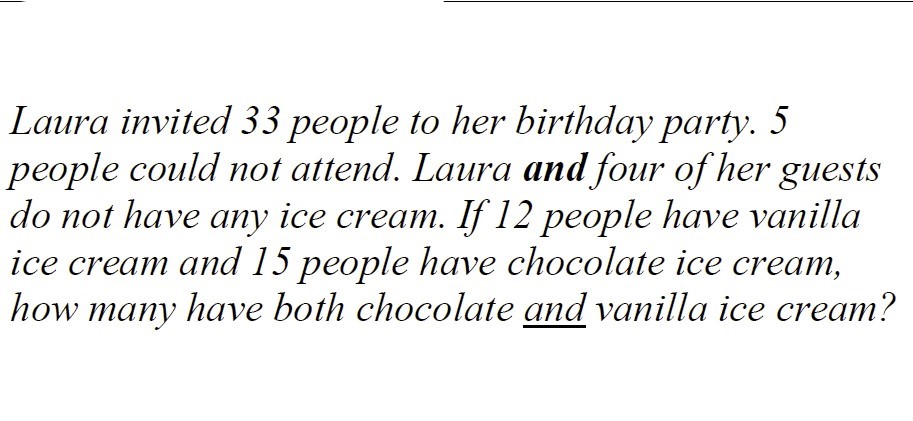 Laura invited 33 people to her birthday party. 5
people could not attend. Laura and four of her guests
do not have any ice cream. If 12 people have vanilla
ice cream and 15 people have chocolate ice cream,
how many have both chocolate and vanilla ice cream?